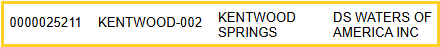 0000025211 KENTWOOD-002 KENTWOOD DS WATERS OF
SPRINGS AMERICA INC